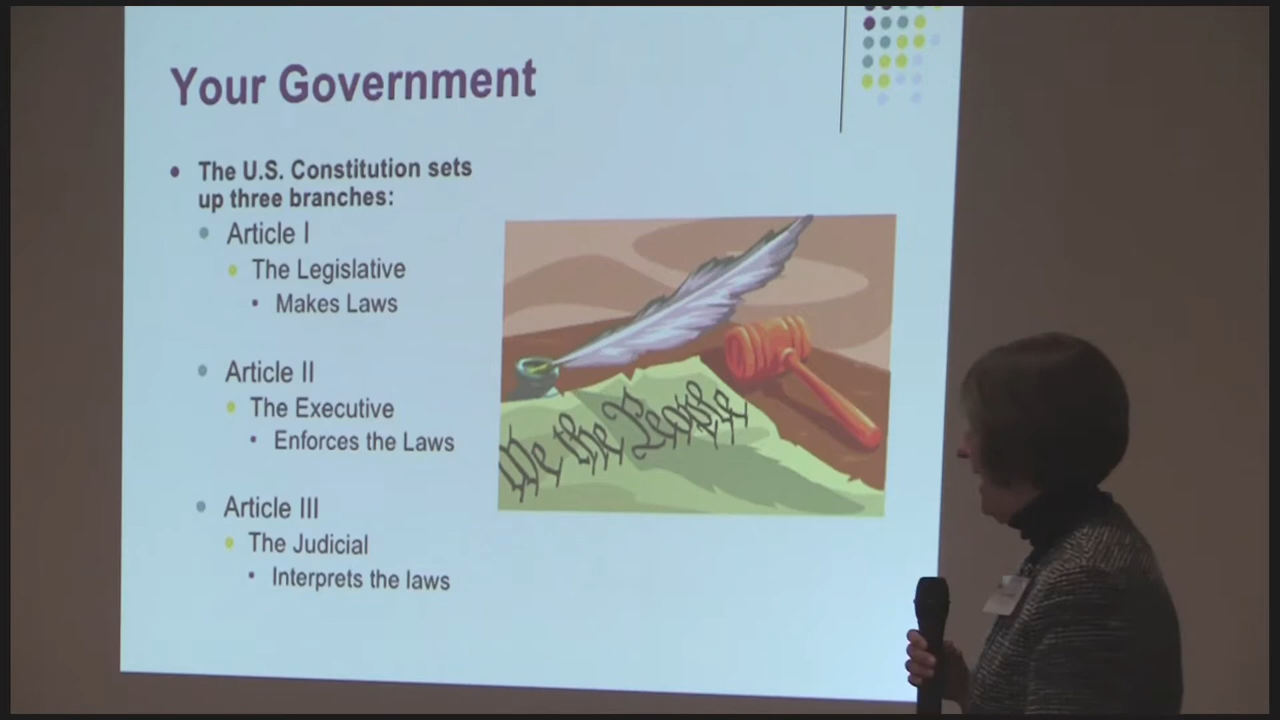 Your Government
The U.S. Constitution sets
up three branches:
Article I
The Legislative
Makes Laws
Article II
The Executive
Enforces the Laws
Article III
The Judicial
Interprets the laws
We the People